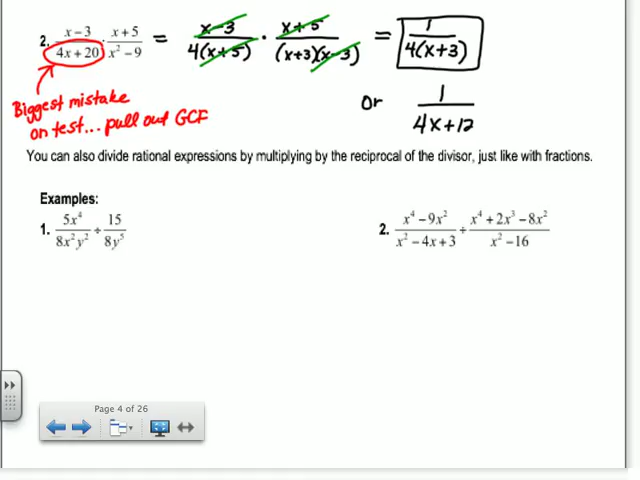 2. (x − 3)/(4x + 20) · (x + 5)/(x² − 9) = (x−3)/(4(x+5)) · (x+5)/((x+3)(x−3)) = 1/(4(x+3))
Biggest mistake
on test... pull out GCF
or 1/(4x+12)
You can also divide rational expressions by multiplying by the reciprocal of the divisor, just like with fractions.
Examples:
1. 5x⁴/(8x²y²) ÷ 15/(8y⁵)
2. (x⁴ − 9x²)/(x² − 4x + 3) ÷ (x⁴ + 2x³ − 8x²)/(x² − 16)
Page 4 of 26